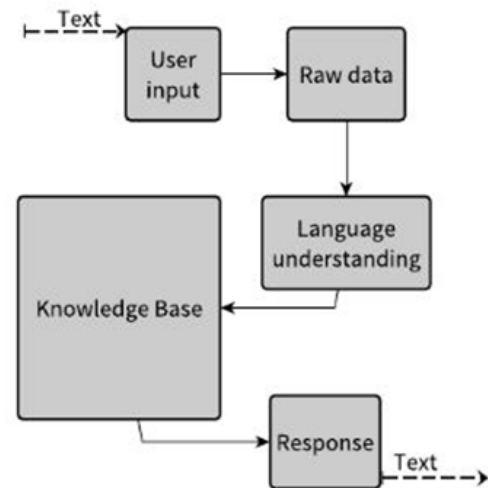 Text
User
input
Raw data
Language
understanding
Knowledge Base
Response
Text